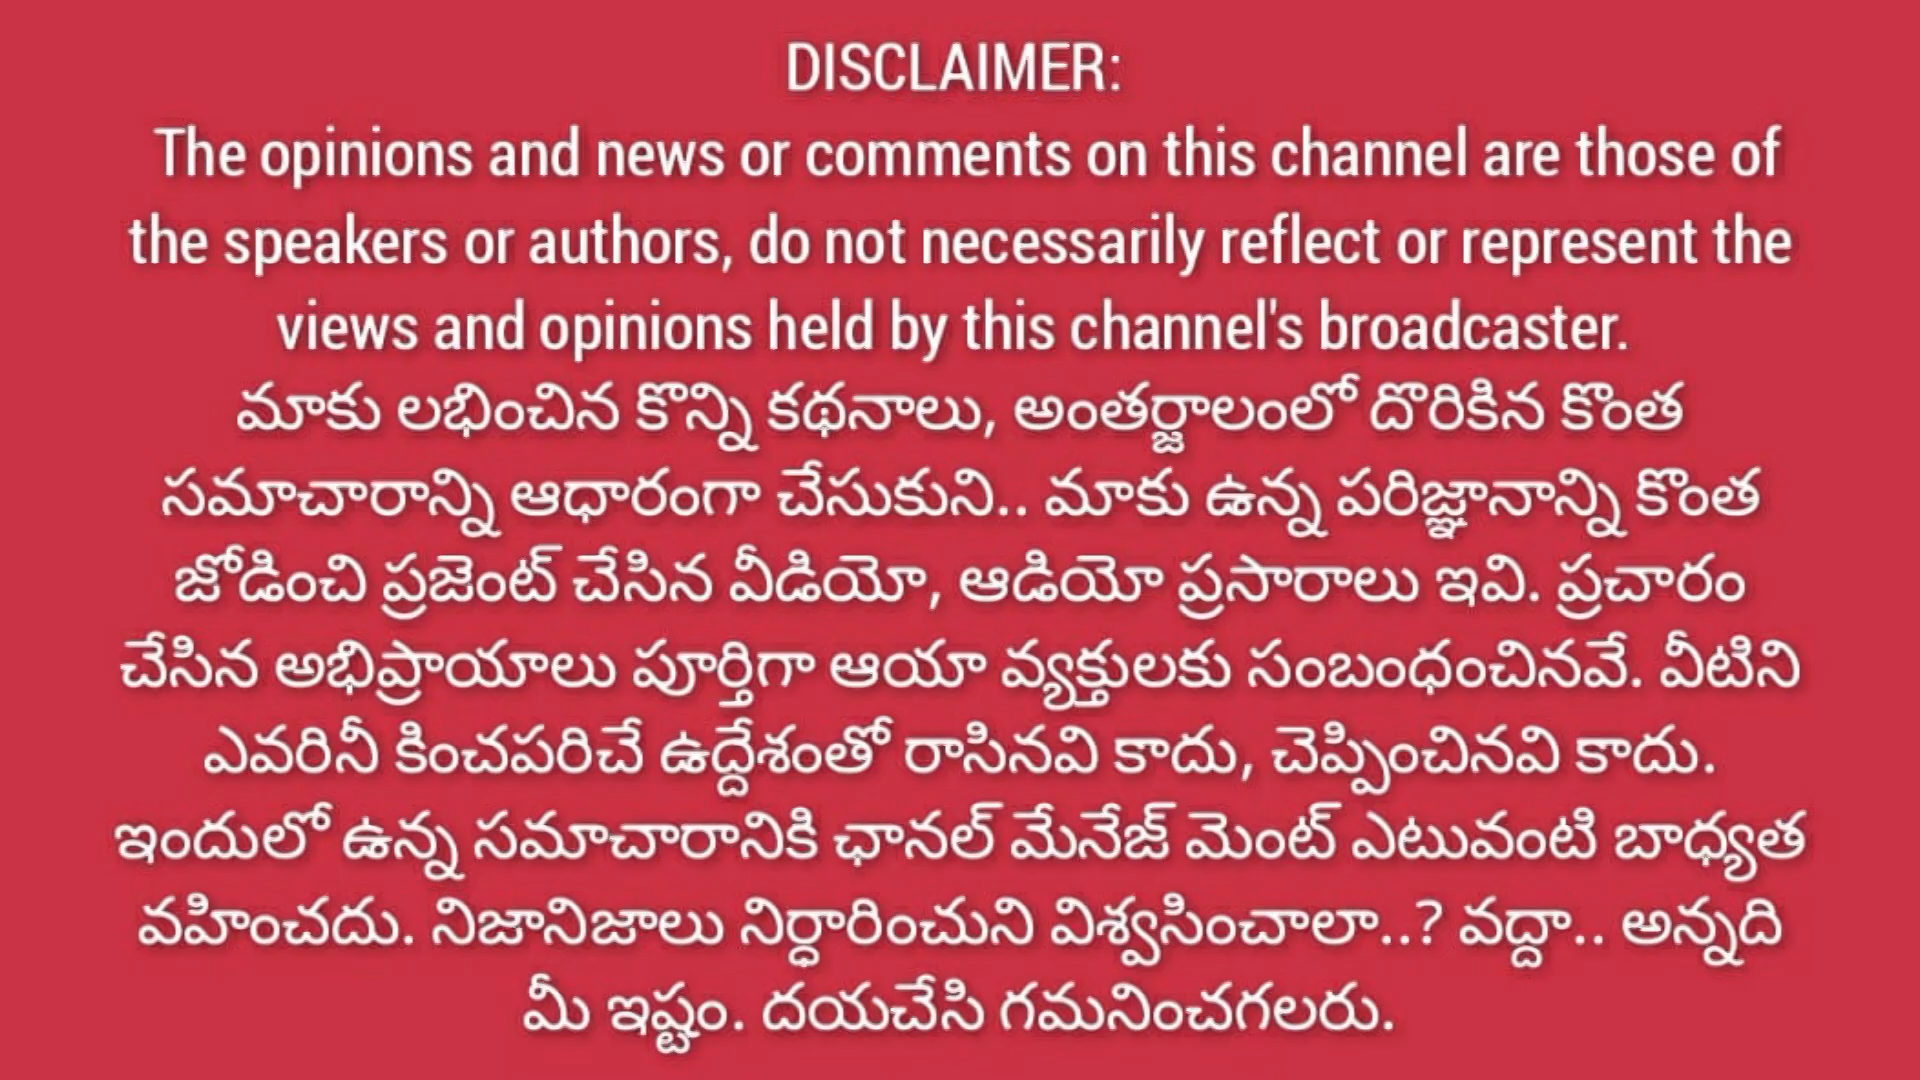 DISCLAIMER:
The opinions and news or comments on this channel are those of
the speakers or authors, do not necessarily reflect or represent the
views and opinions held by this channel's broadcaster.
మాకు లభించిన కొన్ని కథనాలు, అంతర్జాలంలో దొరికిన కొంత
సమాచారాన్ని ఆధారంగా చేసుకుని.. మాకు ఉన్న పరిజ్ఞానాన్ని కొంత
జోడించి ప్రజెంట్ చేసిన వీడియో, ఆడియో ప్రసారాలు ఇవి. ప్రచారం
చేసిన అభిప్రాయాలు పూర్తిగా ఆయా వ్యక్తులకు సంబంధంచినవే. వీటిని
ఎవరినీ కించపరిచే ఉద్దేశంతో రాసినవి కాదు, చెప్పించినవి కాదు.
ఇందులో ఉన్న సమాచారానికి ఛానల్ మేనేజ్ మెంట్ ఎటువంటి బాధ్యత
వహించదు. నిజానిజాలు నిర్ధారించుని విశ్వసించాలా..? వద్దా.. అన్నది
మీ ఇష్టం. దయచేసి గమనించగలరు.